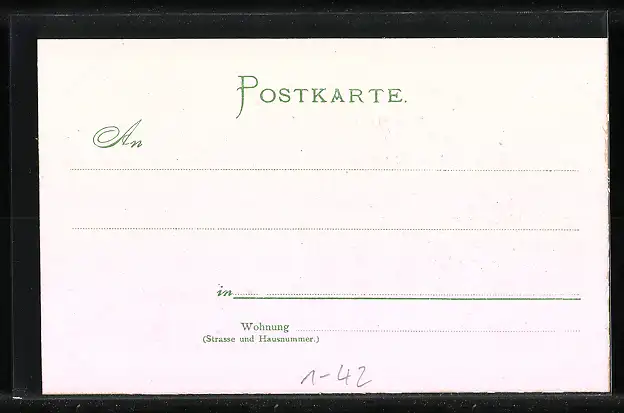 POSTKARTE.
An
in
Wohnung
(Strasse und Hausnummer.)
1-42